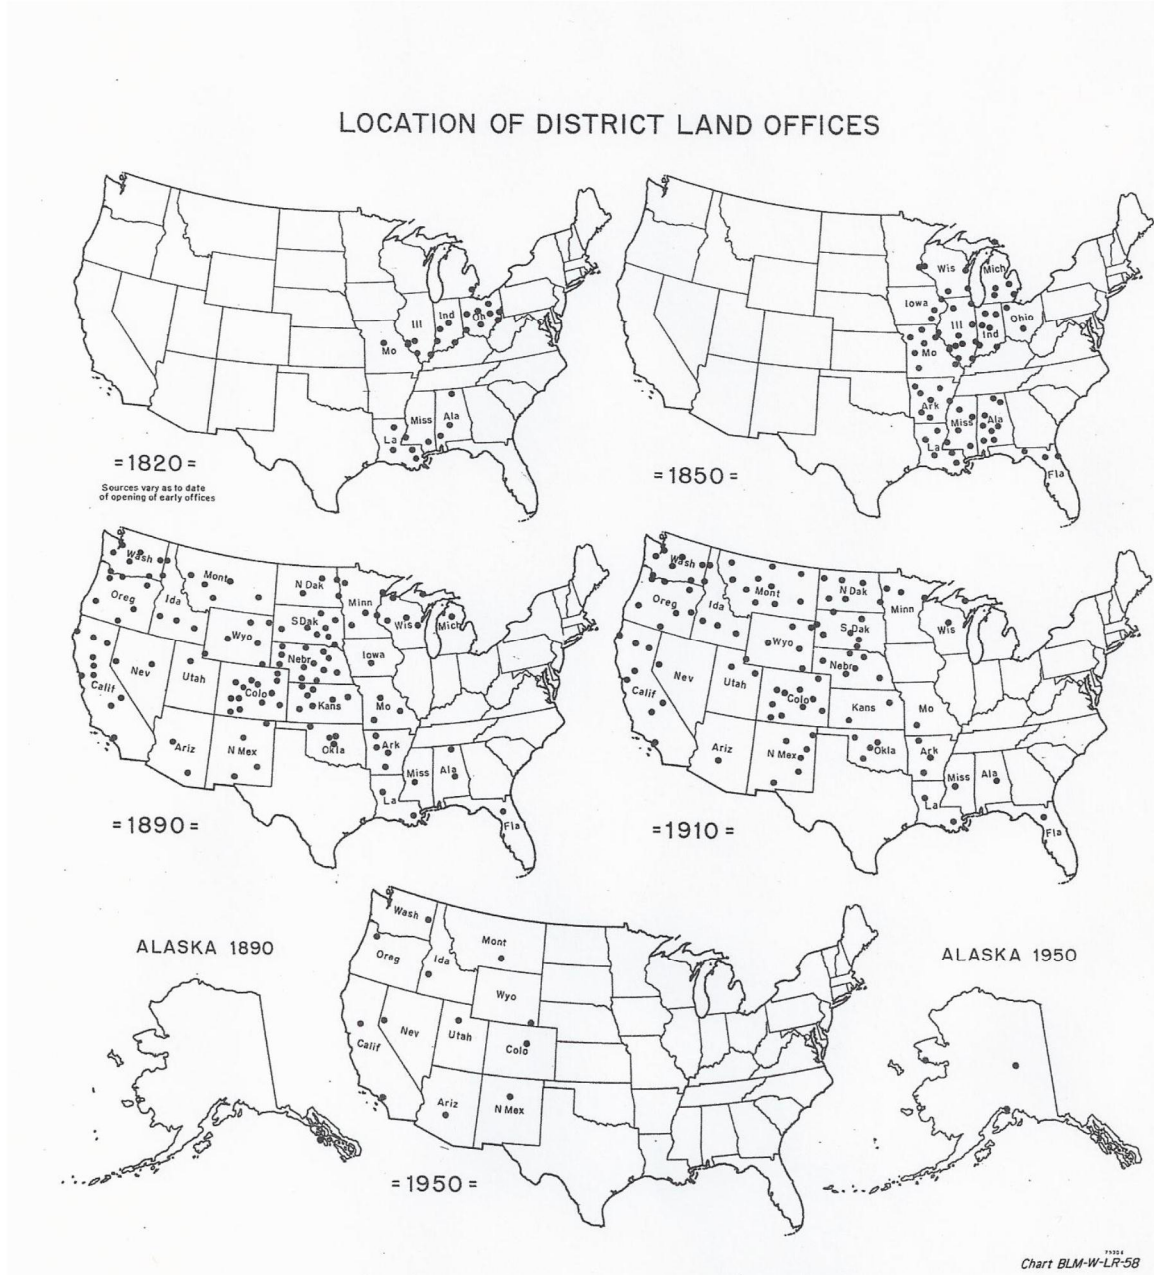 LOCATION OF DISTRICT LAND OFFICES
Ill
Ind
Oh
Mo
Miss
Ala
La
=1820=
Sources vary as to date
of opening of early offices
Wis
Mich
Iowa
Ill
Ind
Ohio
Mo
Ark
Miss
Ala
La
Fla
=1850=
Wash
Mont
N Dak
Minn
Oreg
Ida
S Dak
Wis
Mich
Wyo
Nebr
Iowa
Nev
Utah
Calif
Colo
Kans
Mo
Ariz
N Mex
Okla
Ark
Miss
Ala
La
Fla
=1890=
Wash
Mont
N Dak
Minn
Oreg
Ida
S Dak
Wis
Wyo
Nebr
Nev
Utah
Calif
Colo
Kans
Mo
Ariz
N Mex
Okla
Ark
Miss
Ala
La
Fla
=1910=
ALASKA 1890
Wash
Mont
Oreg
Ida
Wyo
Nev
Utah
Calif
Colo
Ariz
N Mex
=1950=
ALASKA 1950
Chart BLM-W-LR-58